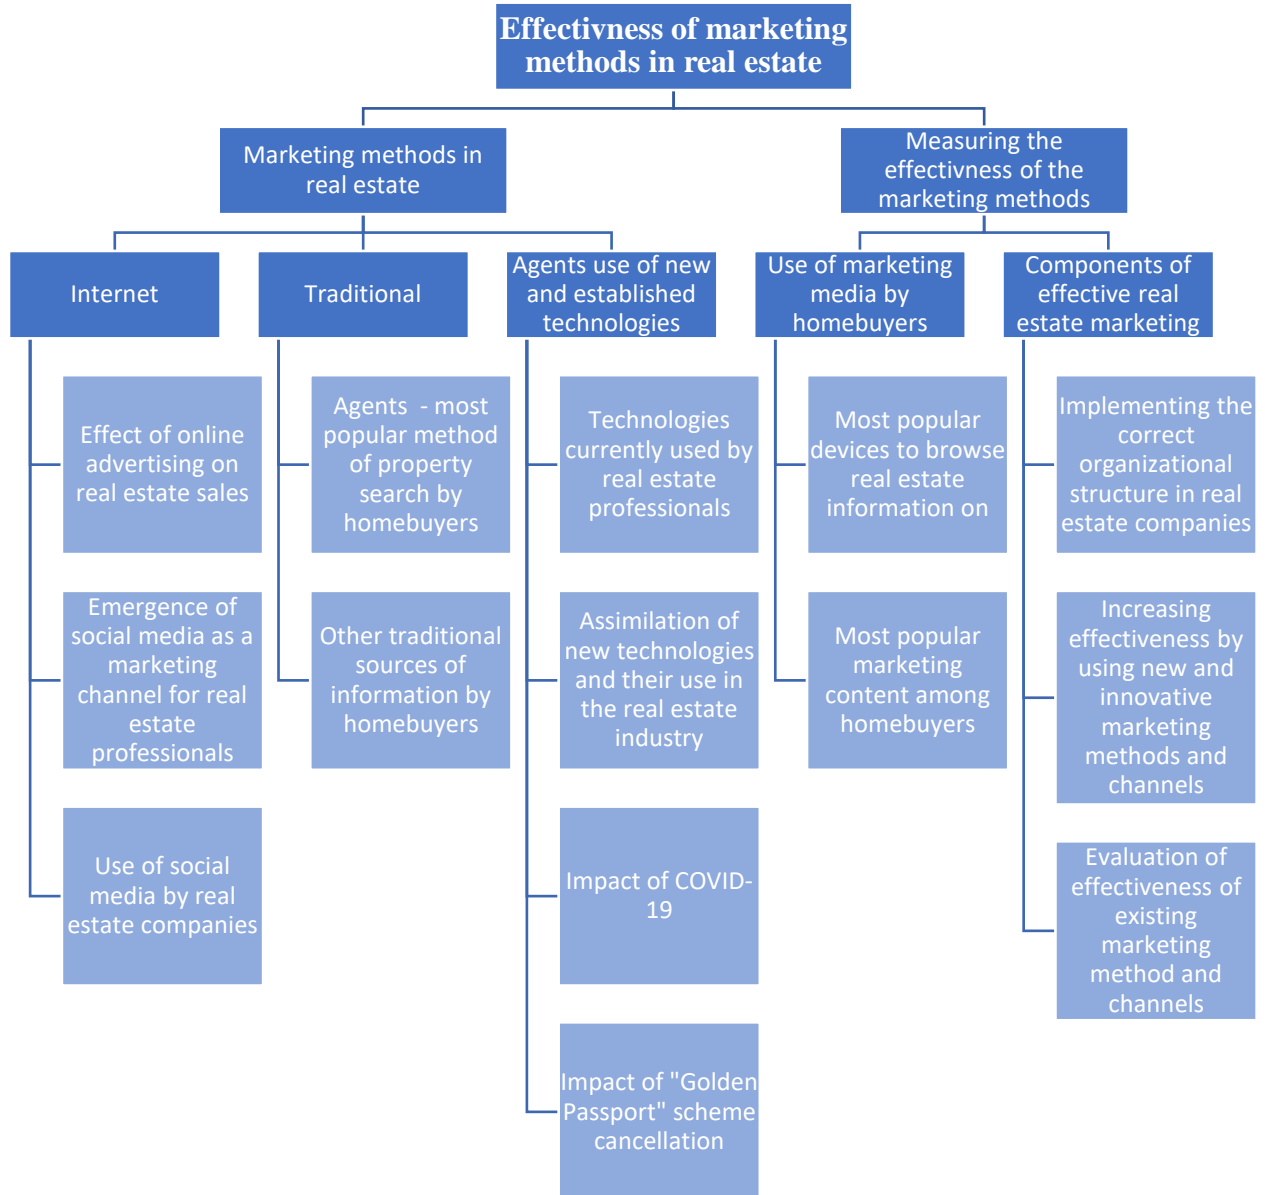 Effectivness of marketing
methods in real estate
Marketing methods in
real estate
Measuring the
effectivness of the
marketing methods
Internet
Traditional
Agents use of new
and established
technologies
Use of marketing
media by
homebuyers
Components of
effective real
estate marketing
Effect of online
advertising on
real estate sales
Emergence of
social media as a
marketing
channel for real
estate
professionals
Use of social
media by real
estate companies
Agents - most
popular method
of property
search by
homebuyers
Other traditional
sources of
information by
homebuyers
Technologies
currently used by
real estate
professionals
Assimilation of
new technologies
and their use in
the real estate
industry
Impact of COVID-
19
Impact of "Golden
Passport" scheme
cancellation
Most popular
devices to browse
real estate
information on
Most popular
marketing
content among
homebuyers
Implementing the
correct
organizational
structure in real
estate companies
Increasing
effectiveness by
using new and
innovative
marketing
methods and
channels
Evaluation of
effectiveness of
existing
marketing
method and
channels